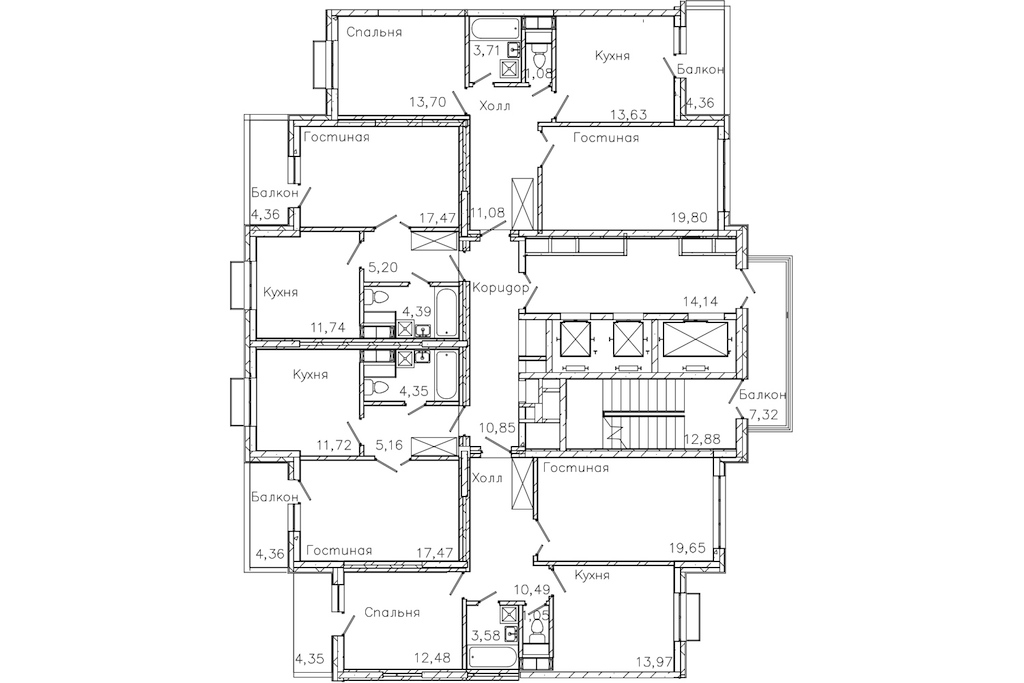 Спальня
3,71
1,08
Кухня
Балкон
13,70
Холл
13,63
4,36
Гостиная
Гостиная
Балкон
4,36
17,47
11,08
19,80
5,20
Коридор
Кухня
11,74
4,39
14,14
Кухня
4,35
Балкон
7,32
11,72
5,16
10,85
12,88
Холл
Гостиная
Балкон
4,36
Гостиная
17,47
19,65
Кухня
10,49
1,05
Спальня
3,58
4,35
12,48
13,97